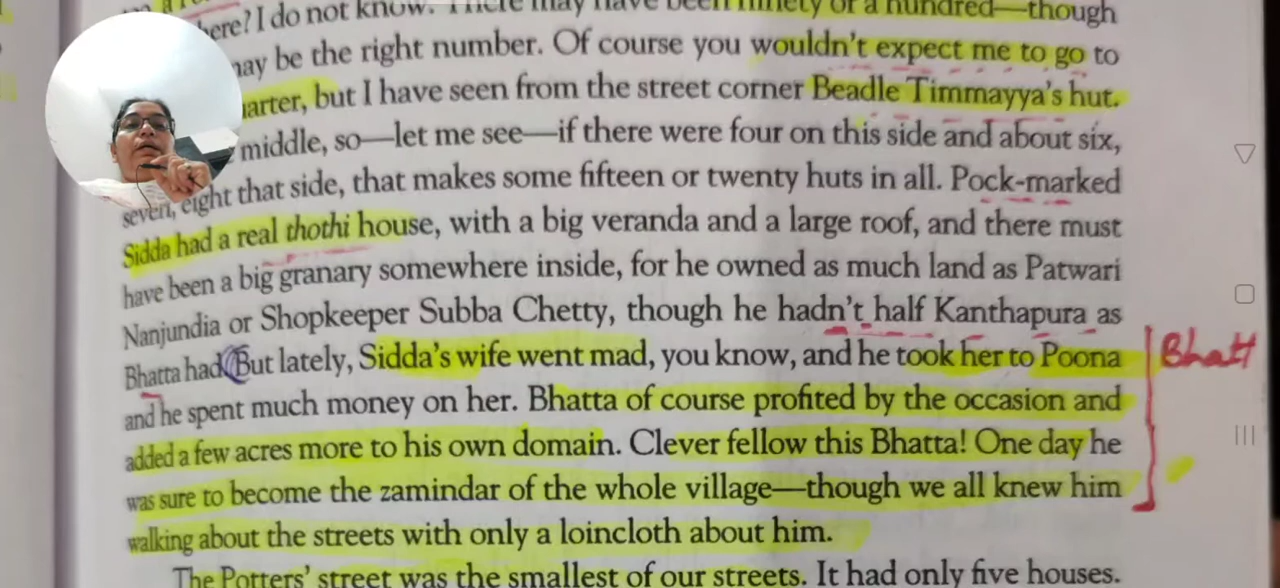 here? I do not know. There may have been ninety or a hundred—though
may be the right number. Of course you wouldn't expect me to go to
arter, but I have seen from the street corner Beadle Timmayya's hut.
middle, so—let me see—if there were four on this side and about six,
seven, eight that side, that makes some fifteen or twenty huts in all. Pock-marked
Sidda had a real thothi house, with a big veranda and a large roof, and there must
have been a big granary somewhere inside, for he owned as much land as Patwari
Nanjundia or Shopkeeper Subba Chetty, though he hadn't half Kanthapura as
Bhatta had. But lately, Sidda's wife went mad, you know, and he took her to Poona
and he spent much money on her. Bhatta of course profited by the occasion and
added a few acres more to his own domain. Clever fellow this Bhatta! One day he
was sure to become the zamindar of the whole village—though we all knew him
walking about the streets with only a loincloth about him.
The Potters' street was the smallest of our streets. It had only five houses.
Bhatt